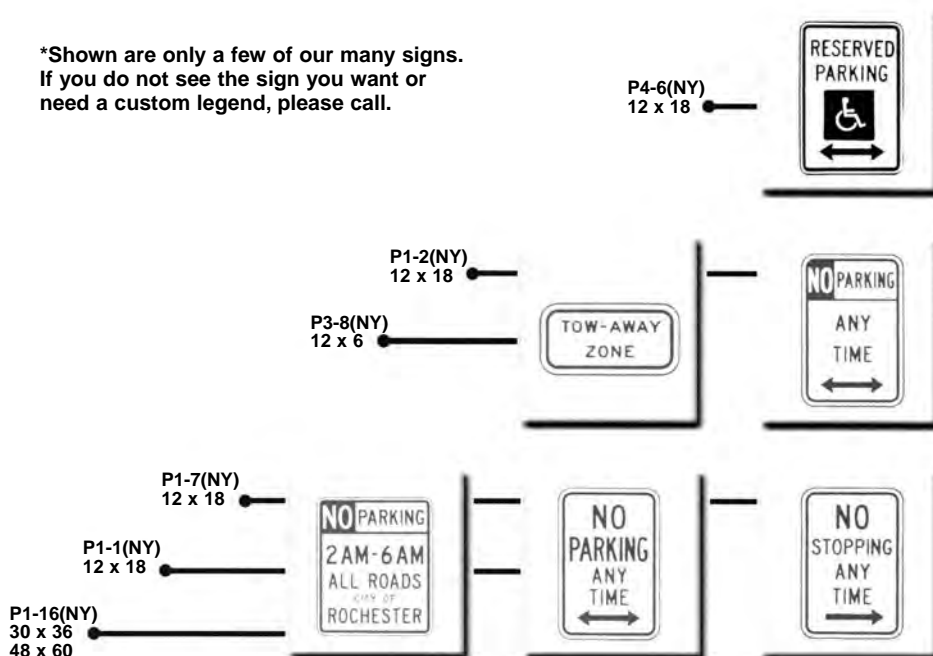 *Shown are only a few of our many signs.
If you do not see the sign you want or
need a custom legend, please call.
P4-6(NY)
12 x 18
RESERVED
PARKING
P1-2(NY)
12 x 18
P3-8(NY)
12 x 6
TOW-AWAY
ZONE
NO PARKING
ANY
TIME
P1-7(NY)
12 x 18
P1-1(NY)
12 x 18
P1-16(NY)
30 x 36
48 x 60
NO PARKING
2AM-6AM
ALL ROADS
CITY OF
ROCHESTER
NO
PARKING
ANY
TIME
NO
STOPPING
ANY
TIME